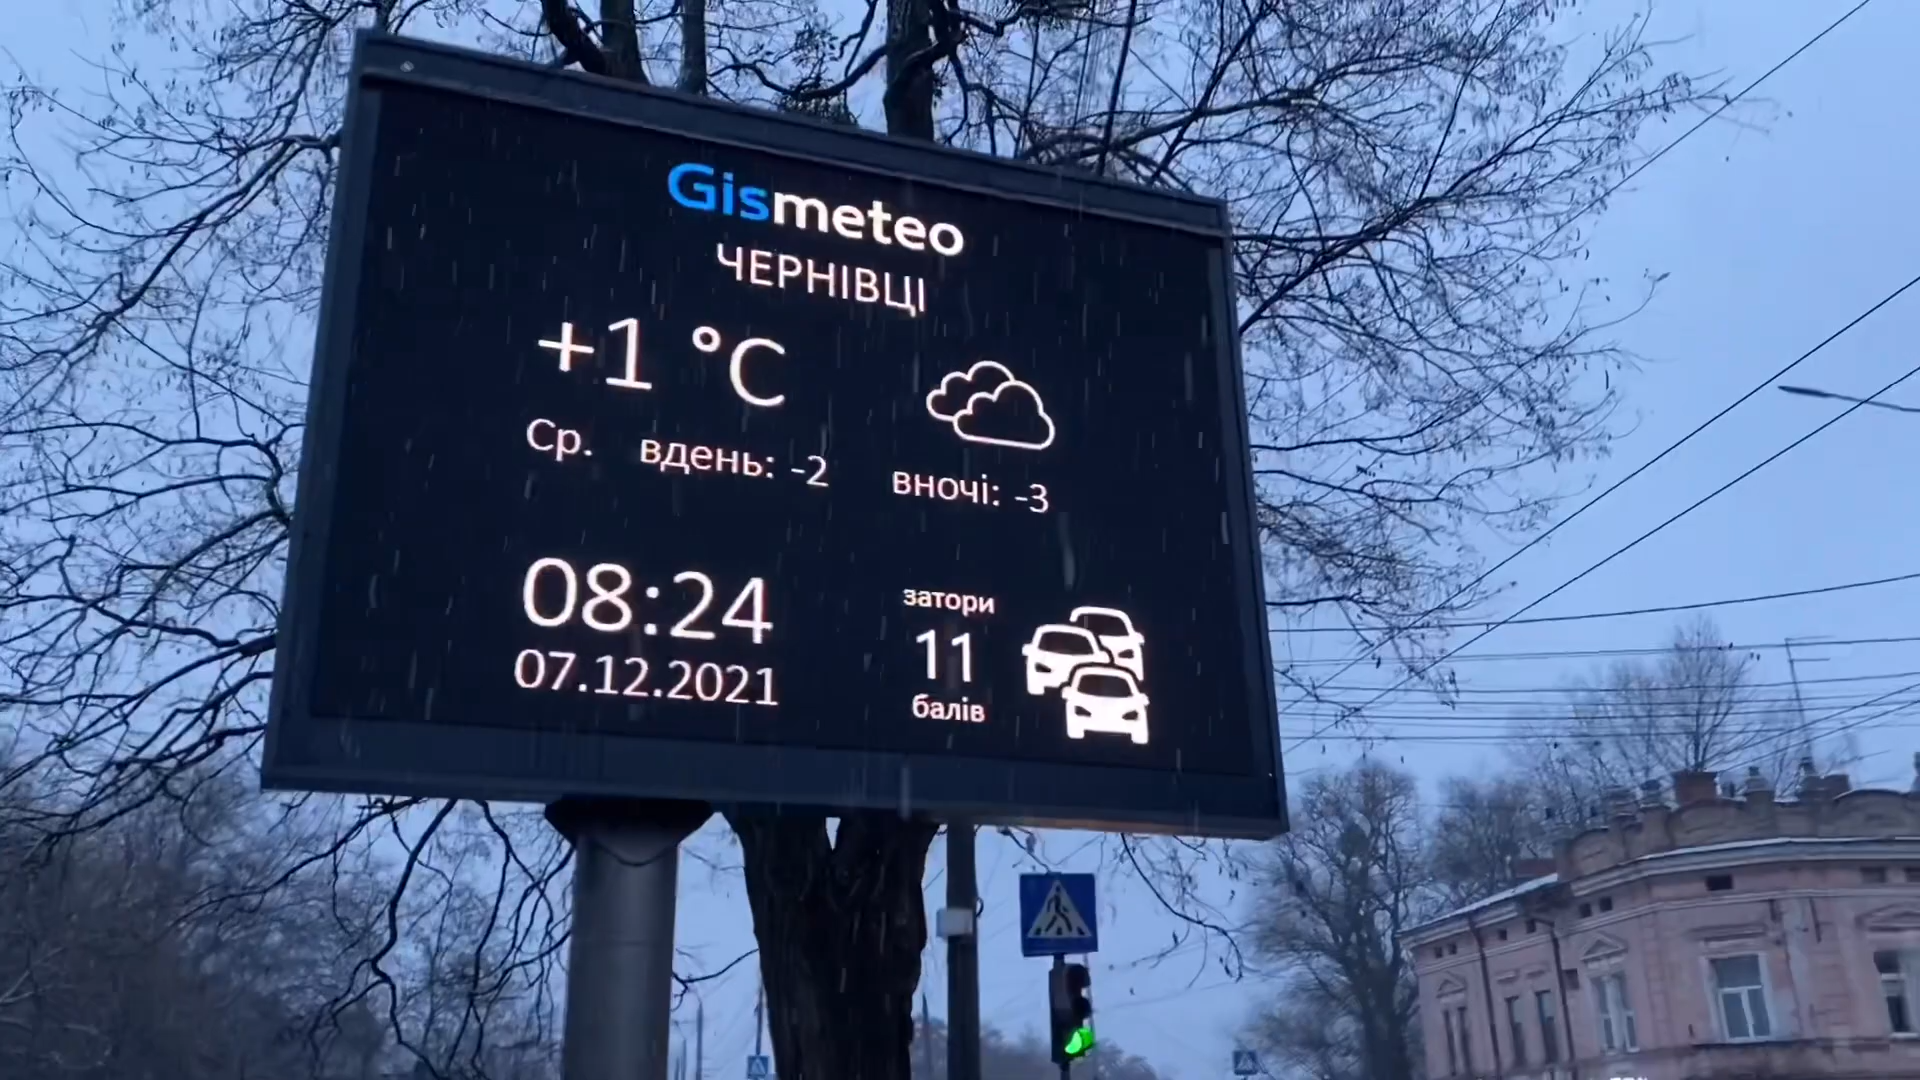 Gismeteo
ЧЕРНІВЦІ
+1 °C
Ср. вдень: -2 вночі: -3
08:24
07.12.2021
затори
11
балів